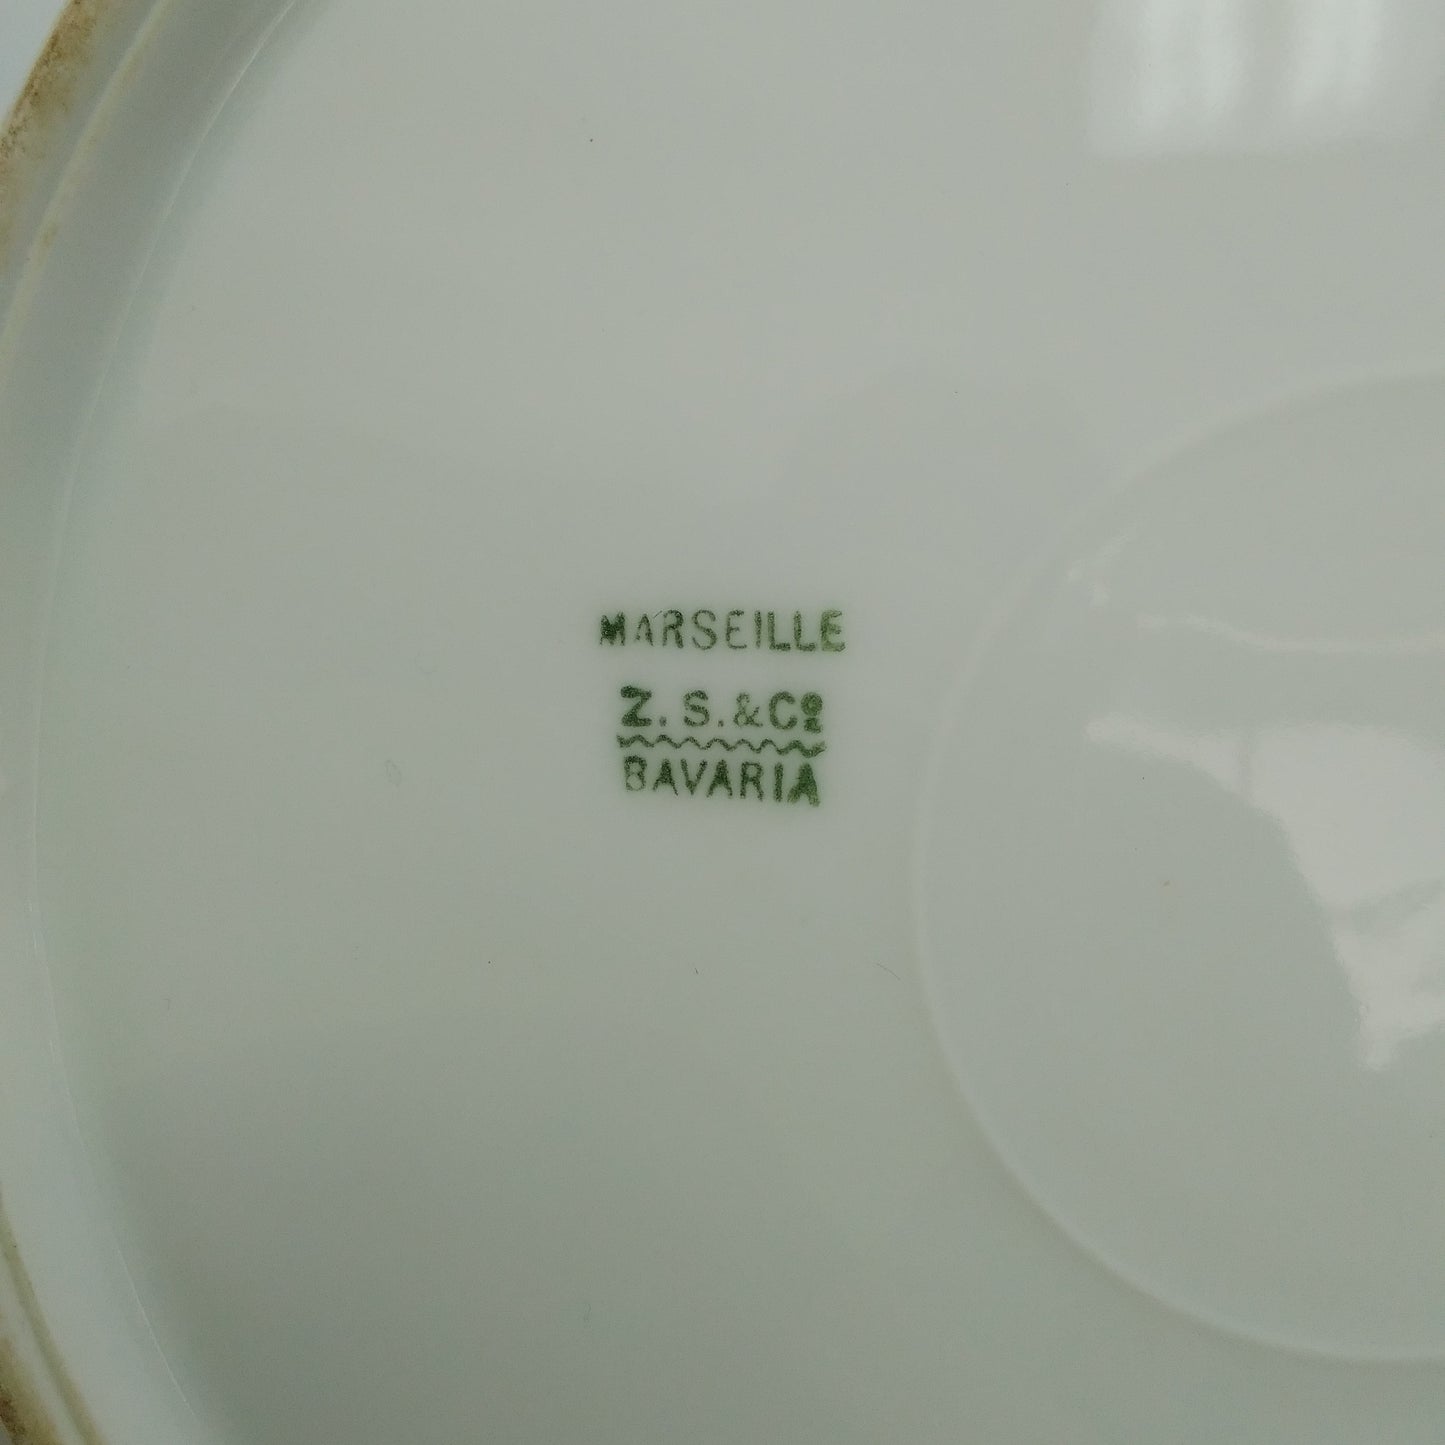 MARSEILLE
Z. S. & Cº
BAVARIA